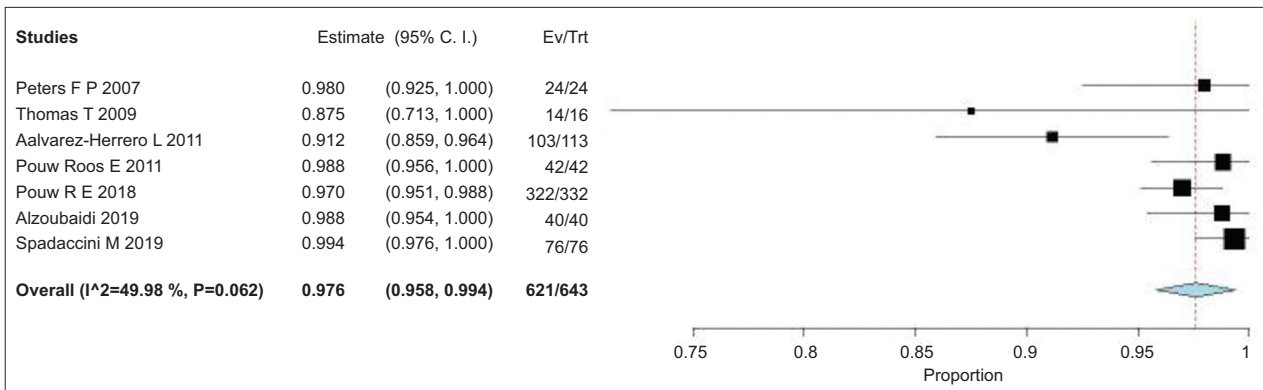 Studies Estimate (95% C. I.) Ev/Trt
Peters F P 2007 0.980 (0.925, 1.000) 24/24
Thomas T 2009 0.875 (0.713, 1.000) 14/16
Aalvarez-Herrero L 2011 0.912 (0.859, 0.964) 103/113
Pouw Roos E 2011 0.988 (0.956, 1.000) 42/42
Pouw R E 2018 0.970 (0.951, 0.988) 322/332
Alzoubaidi 2019 0.988 (0.954, 1.000) 40/40
Spadaccini M 2019 0.994 (0.976, 1.000) 76/76
Overall (I^2=49.98 %, P=0.062) 0.976 (0.958, 0.994) 621/643
0.75 0.8 0.85 0.9 0.95 1
Proportion